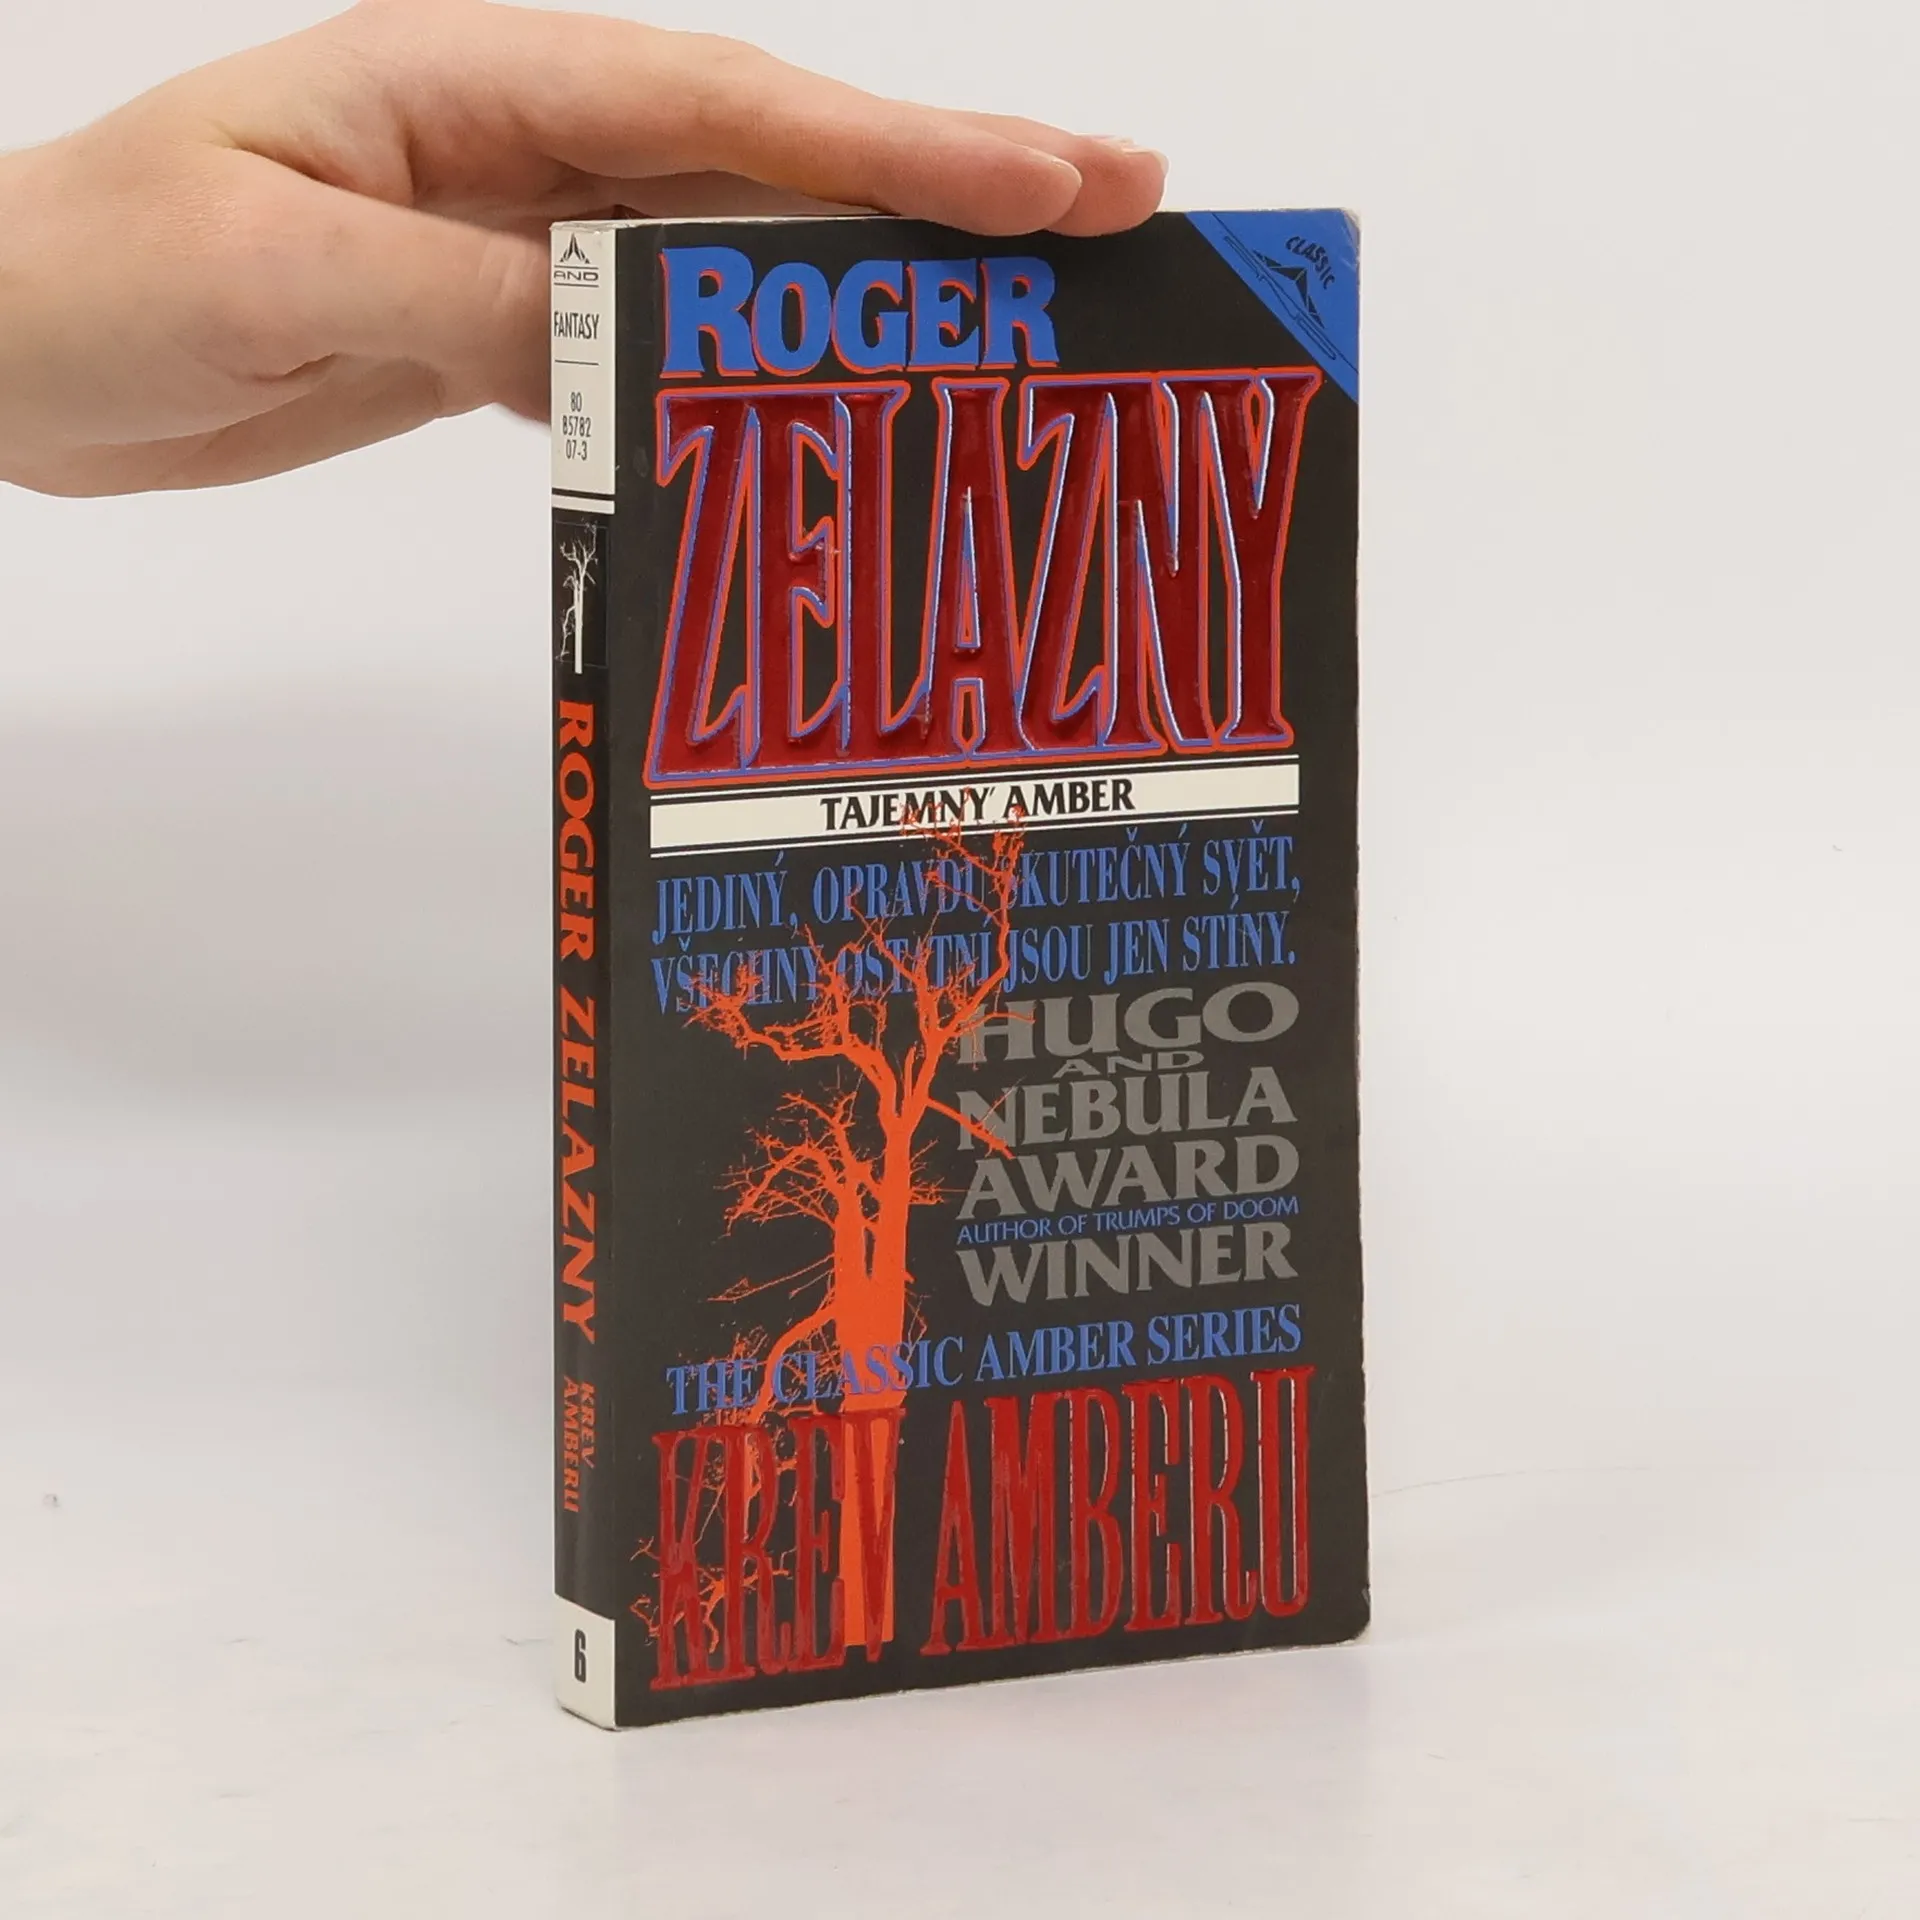 AND
FANTASY
80
85782
07-3
ROGER ZELAZNY
KREV
AMBERU
6
CLASSIC
ROGER
ZELAZNY
TAJEMNY´ AMBER
JEDINÝ, OPRAVDU SKUTEČNÝ SVĚT,
VŠECHNY OSTATNÍ JSOU JEN STÍNY.
HUGO
AND
NEBULA
AWARD
AUTHOR OF TRUMPS OF DOOM
WINNER
THE CLASSIC AMBER SERIES
KREV AMBERU